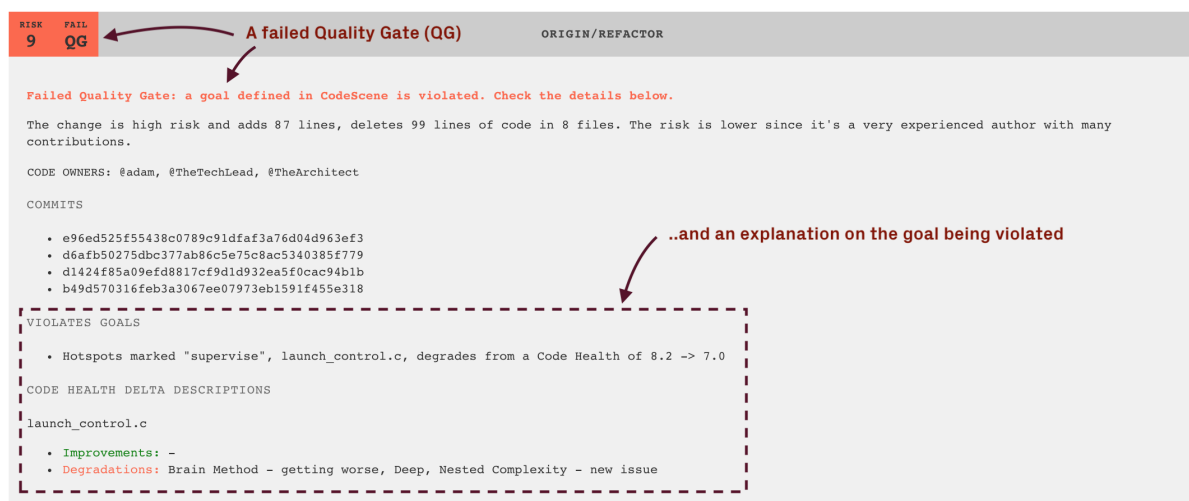 RISK FAIL
9 QG
A failed Quality Gate (QG)
ORIGIN/REFACTOR
Failed Quality Gate: a goal defined in CodeScene is violated. Check the details below.
The change is high risk and adds 87 lines, deletes 99 lines of code in 8 files. The risk is lower since it's a very experienced author with many
contributions.
CODE OWNERS: @adam, @TheTechLead, @TheArchitect
COMMITS
• e96ed525f55438c0789c91dfaf3a76d04d963ef3
• d6afb50275dbc377ab86c5e75c8ac5340385f779
• d1424f85a09efd8817cf9d1d932ea5f0cac94b1b
• b49d570316feb3a3067ee07973eb1591f455e318
..and an explanation on the goal being violated
VIOLATES GOALS
• Hotspots marked "supervise", launch_control.c, degrades from a Code Health of 8.2 -> 7.0
CODE HEALTH DELTA DESCRIPTIONS
launch_control.c
• Improvements: -
• Degradations: Brain Method - getting worse, Deep, Nested Complexity - new issue